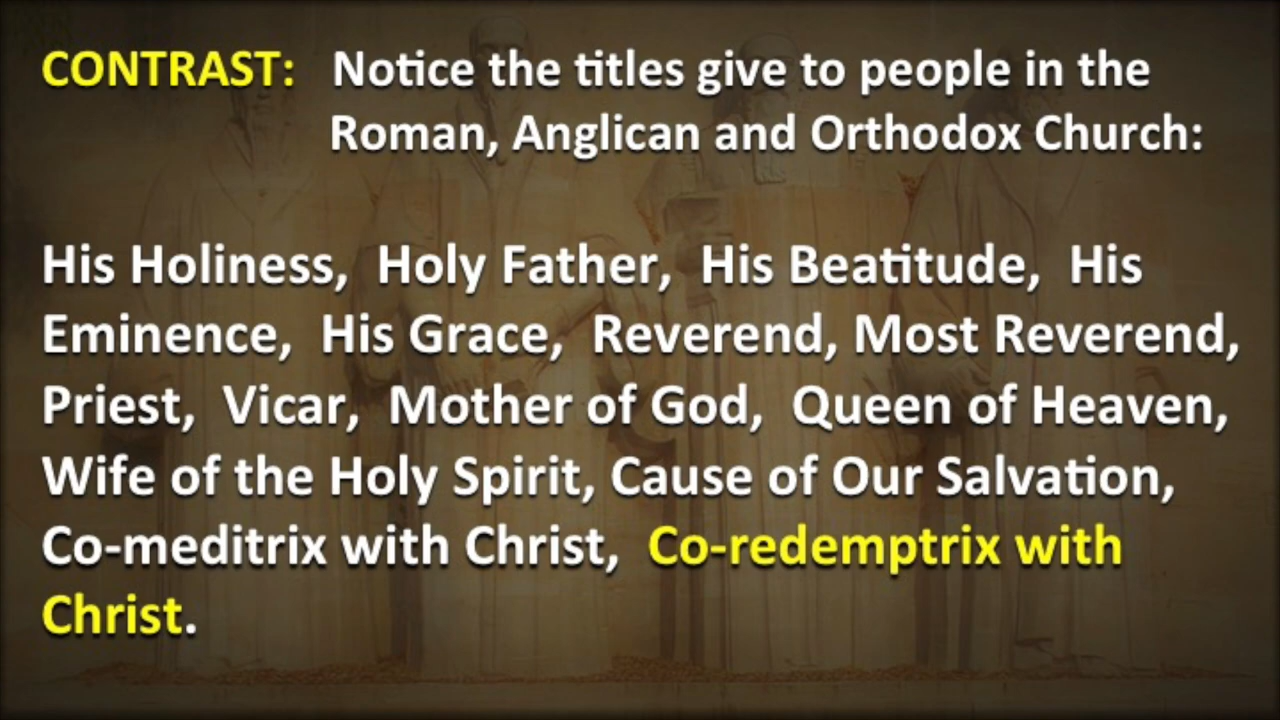 CONTRAST: Notice the titles give to people in the
Roman, Anglican and Orthodox Church:
His Holiness, Holy Father, His Beatitude, His
Eminence, His Grace, Reverend, Most Reverend,
Priest, Vicar, Mother of God, Queen of Heaven,
Wife of the Holy Spirit, Cause of Our Salvation,
Co-meditrix with Christ, Co-redemptrix with
Christ.